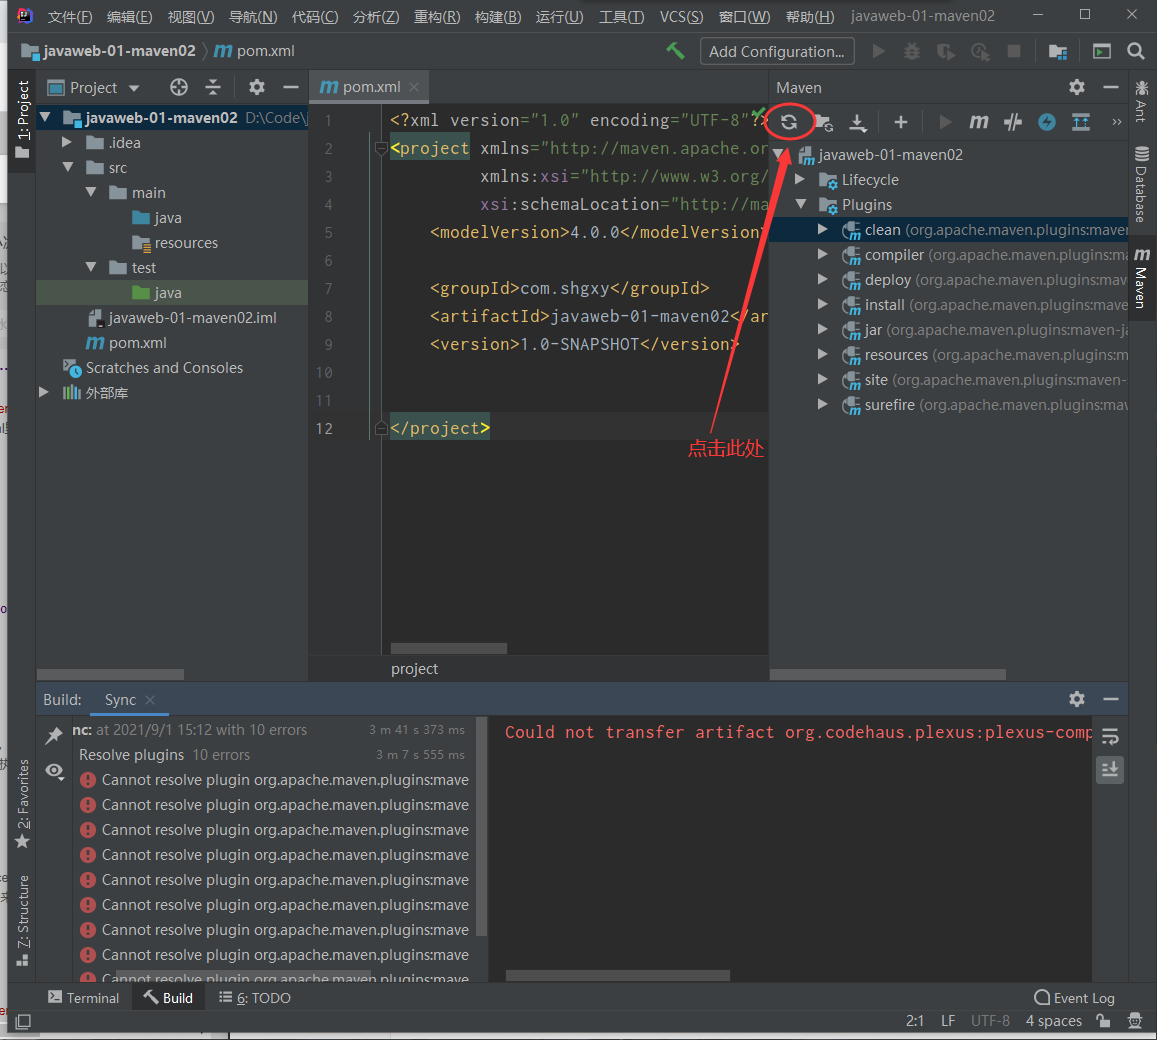 文件(F) 编辑(E) 视图(V) 导航(N) 代码(C) 分析(Z) 重构(R) 构建(B) 运行(U) 工具(T) VCS(S) 窗口(W) 帮助(H) javaweb-01-maven02
javaweb-01-maven02 pom.xml Add Configuration...
1: Project
Project
pom.xml
Maven
Ant
Database
Maven
javaweb-01-maven02 D:\Code\
.idea
src
main
java
resources
test
java
javaweb-01-maven02.iml
pom.xml
Scratches and Consoles
外部库
1 <?xml version="1.0" encoding="UTF-8"?>
2 <project xmlns="http://maven.apache.or
3 xmlns:xsi="http://www.w3.org/
4 xsi:schemaLocation="http://ma
5 <modelVersion>4.0.0</modelVersion>
6
7 <groupId>com.shgxy</groupId>
8 <artifactId>javaweb-01-maven02</ar
9 <version>1.0-SNAPSHOT</version>
10
11
12 </project>
点击此处
project
javaweb-01-maven02
Lifecycle
Plugins
clean (org.apache.maven.plugins:maven
compiler (org.apache.maven.plugins:ma
deploy (org.apache.maven.plugins:mave
install (org.apache.maven.plugins:mave
jar (org.apache.maven.plugins:maven-ja
resources (org.apache.maven.plugins:m
site (org.apache.maven.plugins:maven-
surefire (org.apache.maven.plugins:mav
Build: Sync
nc: at 2021/9/1 15:12 with 10 errors 3 m 41 s 373 ms
Resolve plugins 10 errors 3 m 7 s 555 ms
Cannot resolve plugin org.apache.maven.plugins:mave
Cannot resolve plugin org.apache.maven.plugins:mave
Cannot resolve plugin org.apache.maven.plugins:mave
Cannot resolve plugin org.apache.maven.plugins:mave
Cannot resolve plugin org.apache.maven.plugins:mave
Cannot resolve plugin org.apache.maven.plugins:mave
Cannot resolve plugin org.apache.maven.plugins:mave
Cannot resolve plugin org.apache.maven.plugins:mave
Cannot resolve plugin org.apache.maven.plugins:mave
Could not transfer artifact org.codehaus.plexus:plexus-comp
2: Favorites
Z: Structure
Terminal Build 6: TODO Event Log
2:1 LF UTF-8 4 spaces